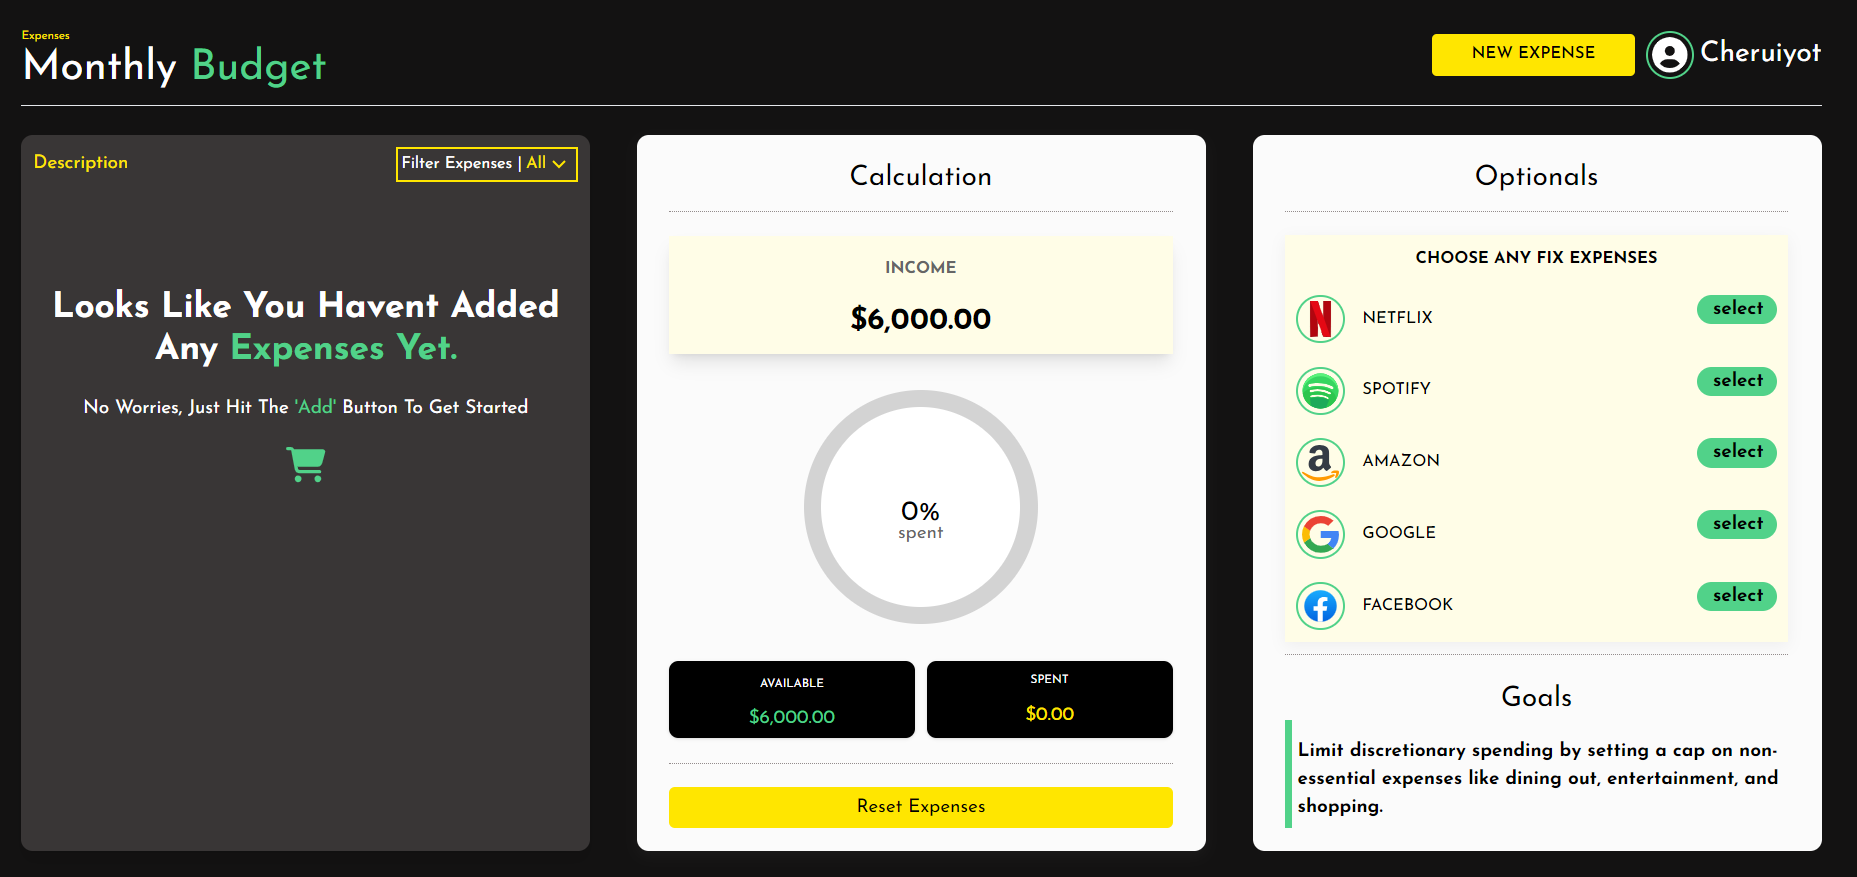 Expenses
Monthly Budget
NEW EXPENSE
Cheruiyot
Description
Filter Expenses | All
Looks Like You Havent Added
Any Expenses Yet.
No Worries, Just Hit The 'Add' Button To Get Started
Calculation
INCOME
$6,000.00
0%
spent
AVAILABLE
$6,000.00
SPENT
$0.00
Reset Expenses
Optionals
CHOOSE ANY FIX EXPENSES
NETFLIX
select
SPOTIFY
select
AMAZON
select
GOOGLE
select
FACEBOOK
select
Goals
Limit discretionary spending by setting a cap on non-
essential expenses like dining out, entertainment, and
shopping.